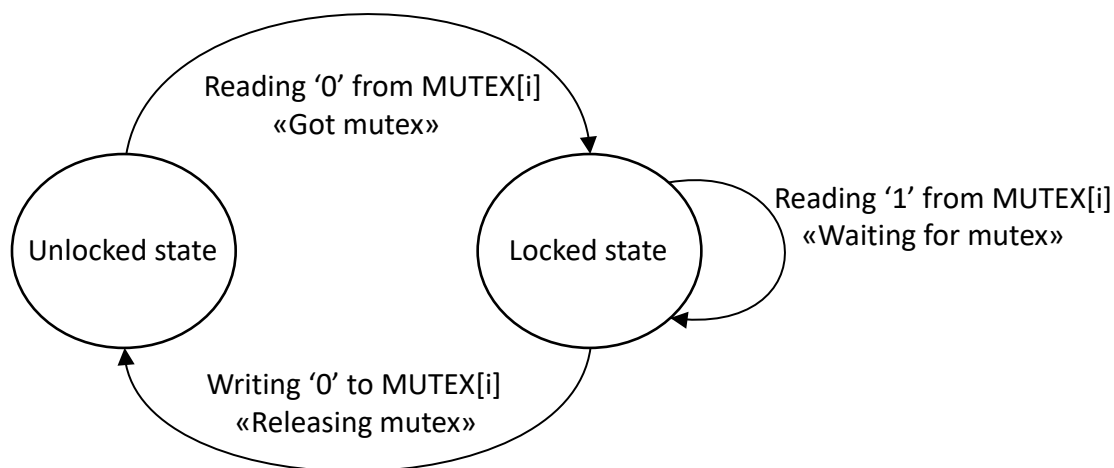 Reading ‘0’ from MUTEX[i]
«Got mutex»
Unlocked state
Locked state
Reading ‘1’ from MUTEX[i]
«Waiting for mutex»
Writing ‘0’ to MUTEX[i]
«Releasing mutex»